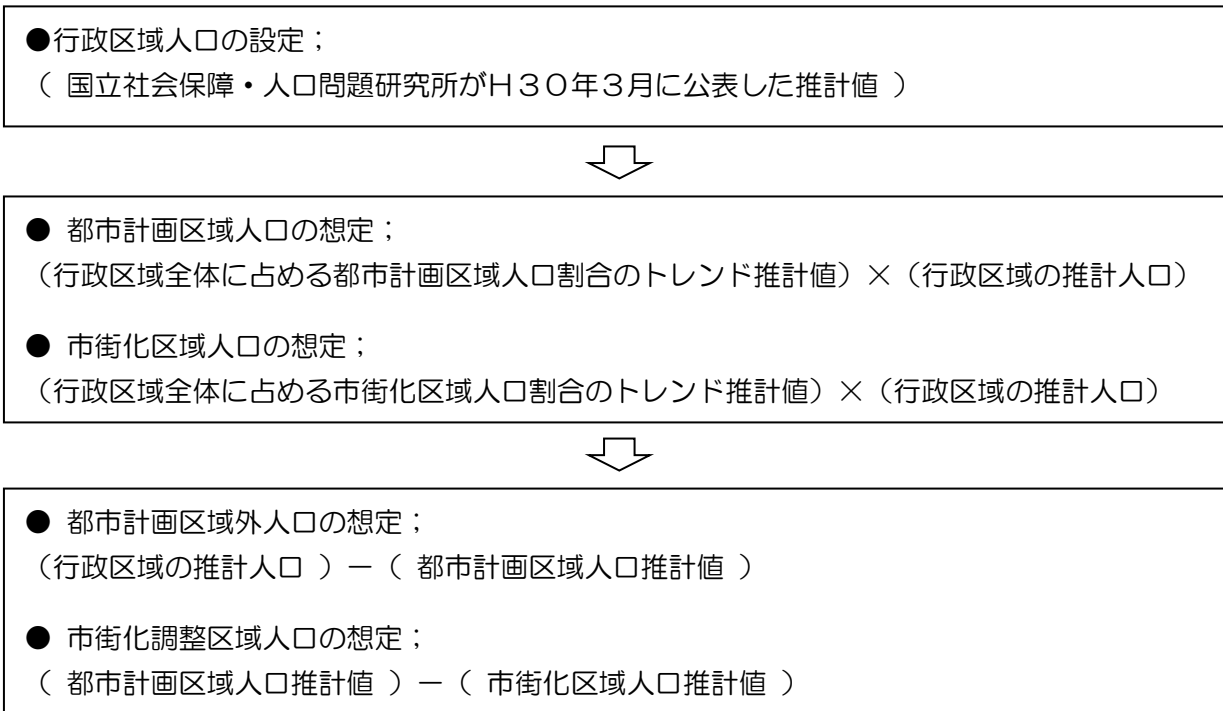 ●行政区域人口の設定；
（ 国立社会保障・人口問題研究所がＨ３０年３月に公表した推計値 ）
● 都市計画区域人口の想定；
（行政区域全体に占める都市計画区域人口割合のトレンド推計値）×（行政区域の推計人口）
● 市街化区域人口の想定；
（行政区域全体に占める市街化区域人口割合のトレンド推計値）×（行政区域の推計人口）
● 都市計画区域外人口の想定；
（行政区域の推計人口 ）－（ 都市計画区域人口推計値 ）
● 市街化調整区域人口の想定；
（ 都市計画区域人口推計値 ）－（ 市街化区域人口推計値 ）